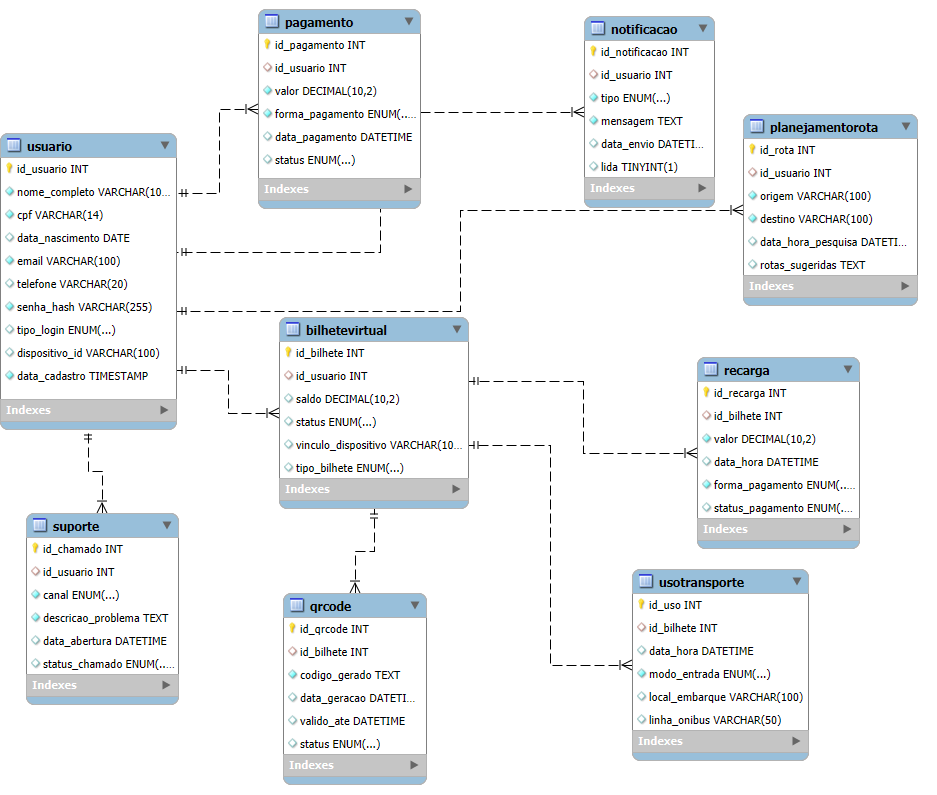 pagamento
id_pagamento INT
id_usuario INT
valor DECIMAL(10,2)
forma_pagamento ENUM(...
data_pagamento DATETIME
status ENUM(...)
Indexes
notificacao
id_notificacao INT
id_usuario INT
tipo ENUM(...)
mensagem TEXT
data_envio DATETI...
lida TINYINT(1)
Indexes
planejamentorota
id_rota INT
id_usuario INT
origem VARCHAR(100)
destino VARCHAR(100)
data_hora_pesquisa DATETI...
rotas_sugeridas TEXT
Indexes
usuario
id_usuario INT
nome_completo VARCHAR(10...
cpf VARCHAR(14)
data_nascimento DATE
email VARCHAR(100)
telefone VARCHAR(20)
senha_hash VARCHAR(255)
tipo_login ENUM(...)
dispositivo_id VARCHAR(100)
data_cadastro TIMESTAMP
Indexes
bilhetevirtual
id_bilhete INT
id_usuario INT
saldo DECIMAL(10,2)
status ENUM(...)
vinculo_dispositivo VARCHAR(10...
tipo_bilhete ENUM(...)
Indexes
recarga
id_recarga INT
id_bilhete INT
valor DECIMAL(10,2)
data_hora DATETIME
forma_pagamento ENUM(...
status_pagamento ENUM(...
Indexes
suporte
id_chamado INT
id_usuario INT
canal ENUM(...)
descricao_problema TEXT
data_abertura DATETIME
status_chamado ENUM(...
Indexes
qrcode
id_qrcode INT
id_bilhete INT
codigo_gerado TEXT
data_geracao DATETI...
valido_ate DATETIME
status ENUM(...)
Indexes
usotransporte
id_uso INT
id_bilhete INT
data_hora DATETIME
modo_entrada ENUM(...)
local_embarque VARCHAR(100)
linha_onibus VARCHAR(50)
Indexes